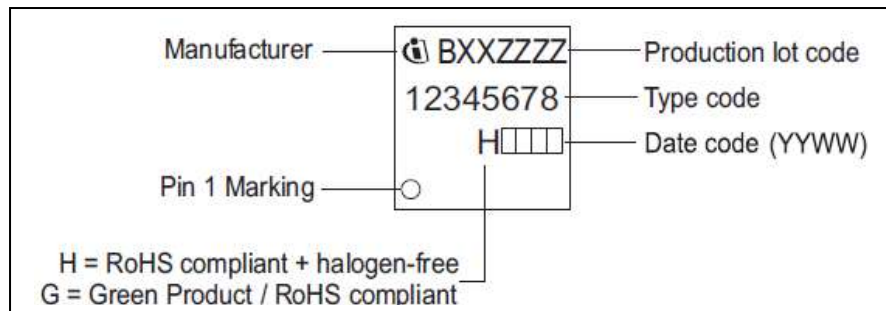 Manufacturer BXXZZZZ Production lot code
12345678 Type code
H Date code (YYWW)
Pin 1 Marking
H = RoHS compliant + halogen-free
G = Green Product / RoHS compliant